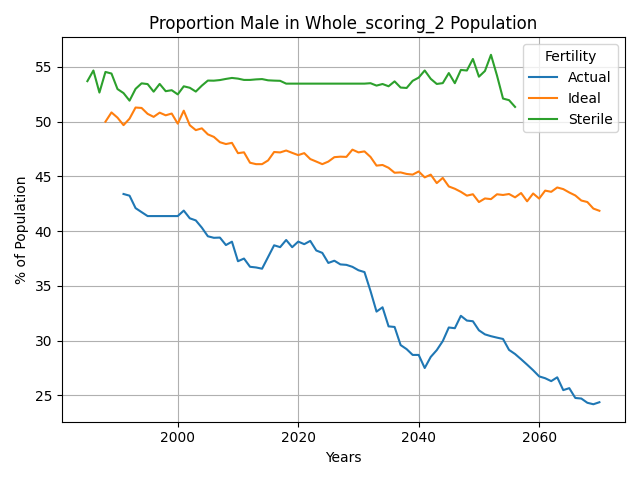 Proportion Male in Whole_scoring_2 Population
Fertility
Actual
Ideal
Sterile
% of Population
55
50
45
40
35
30
25
2000
2020
2040
2060
Years